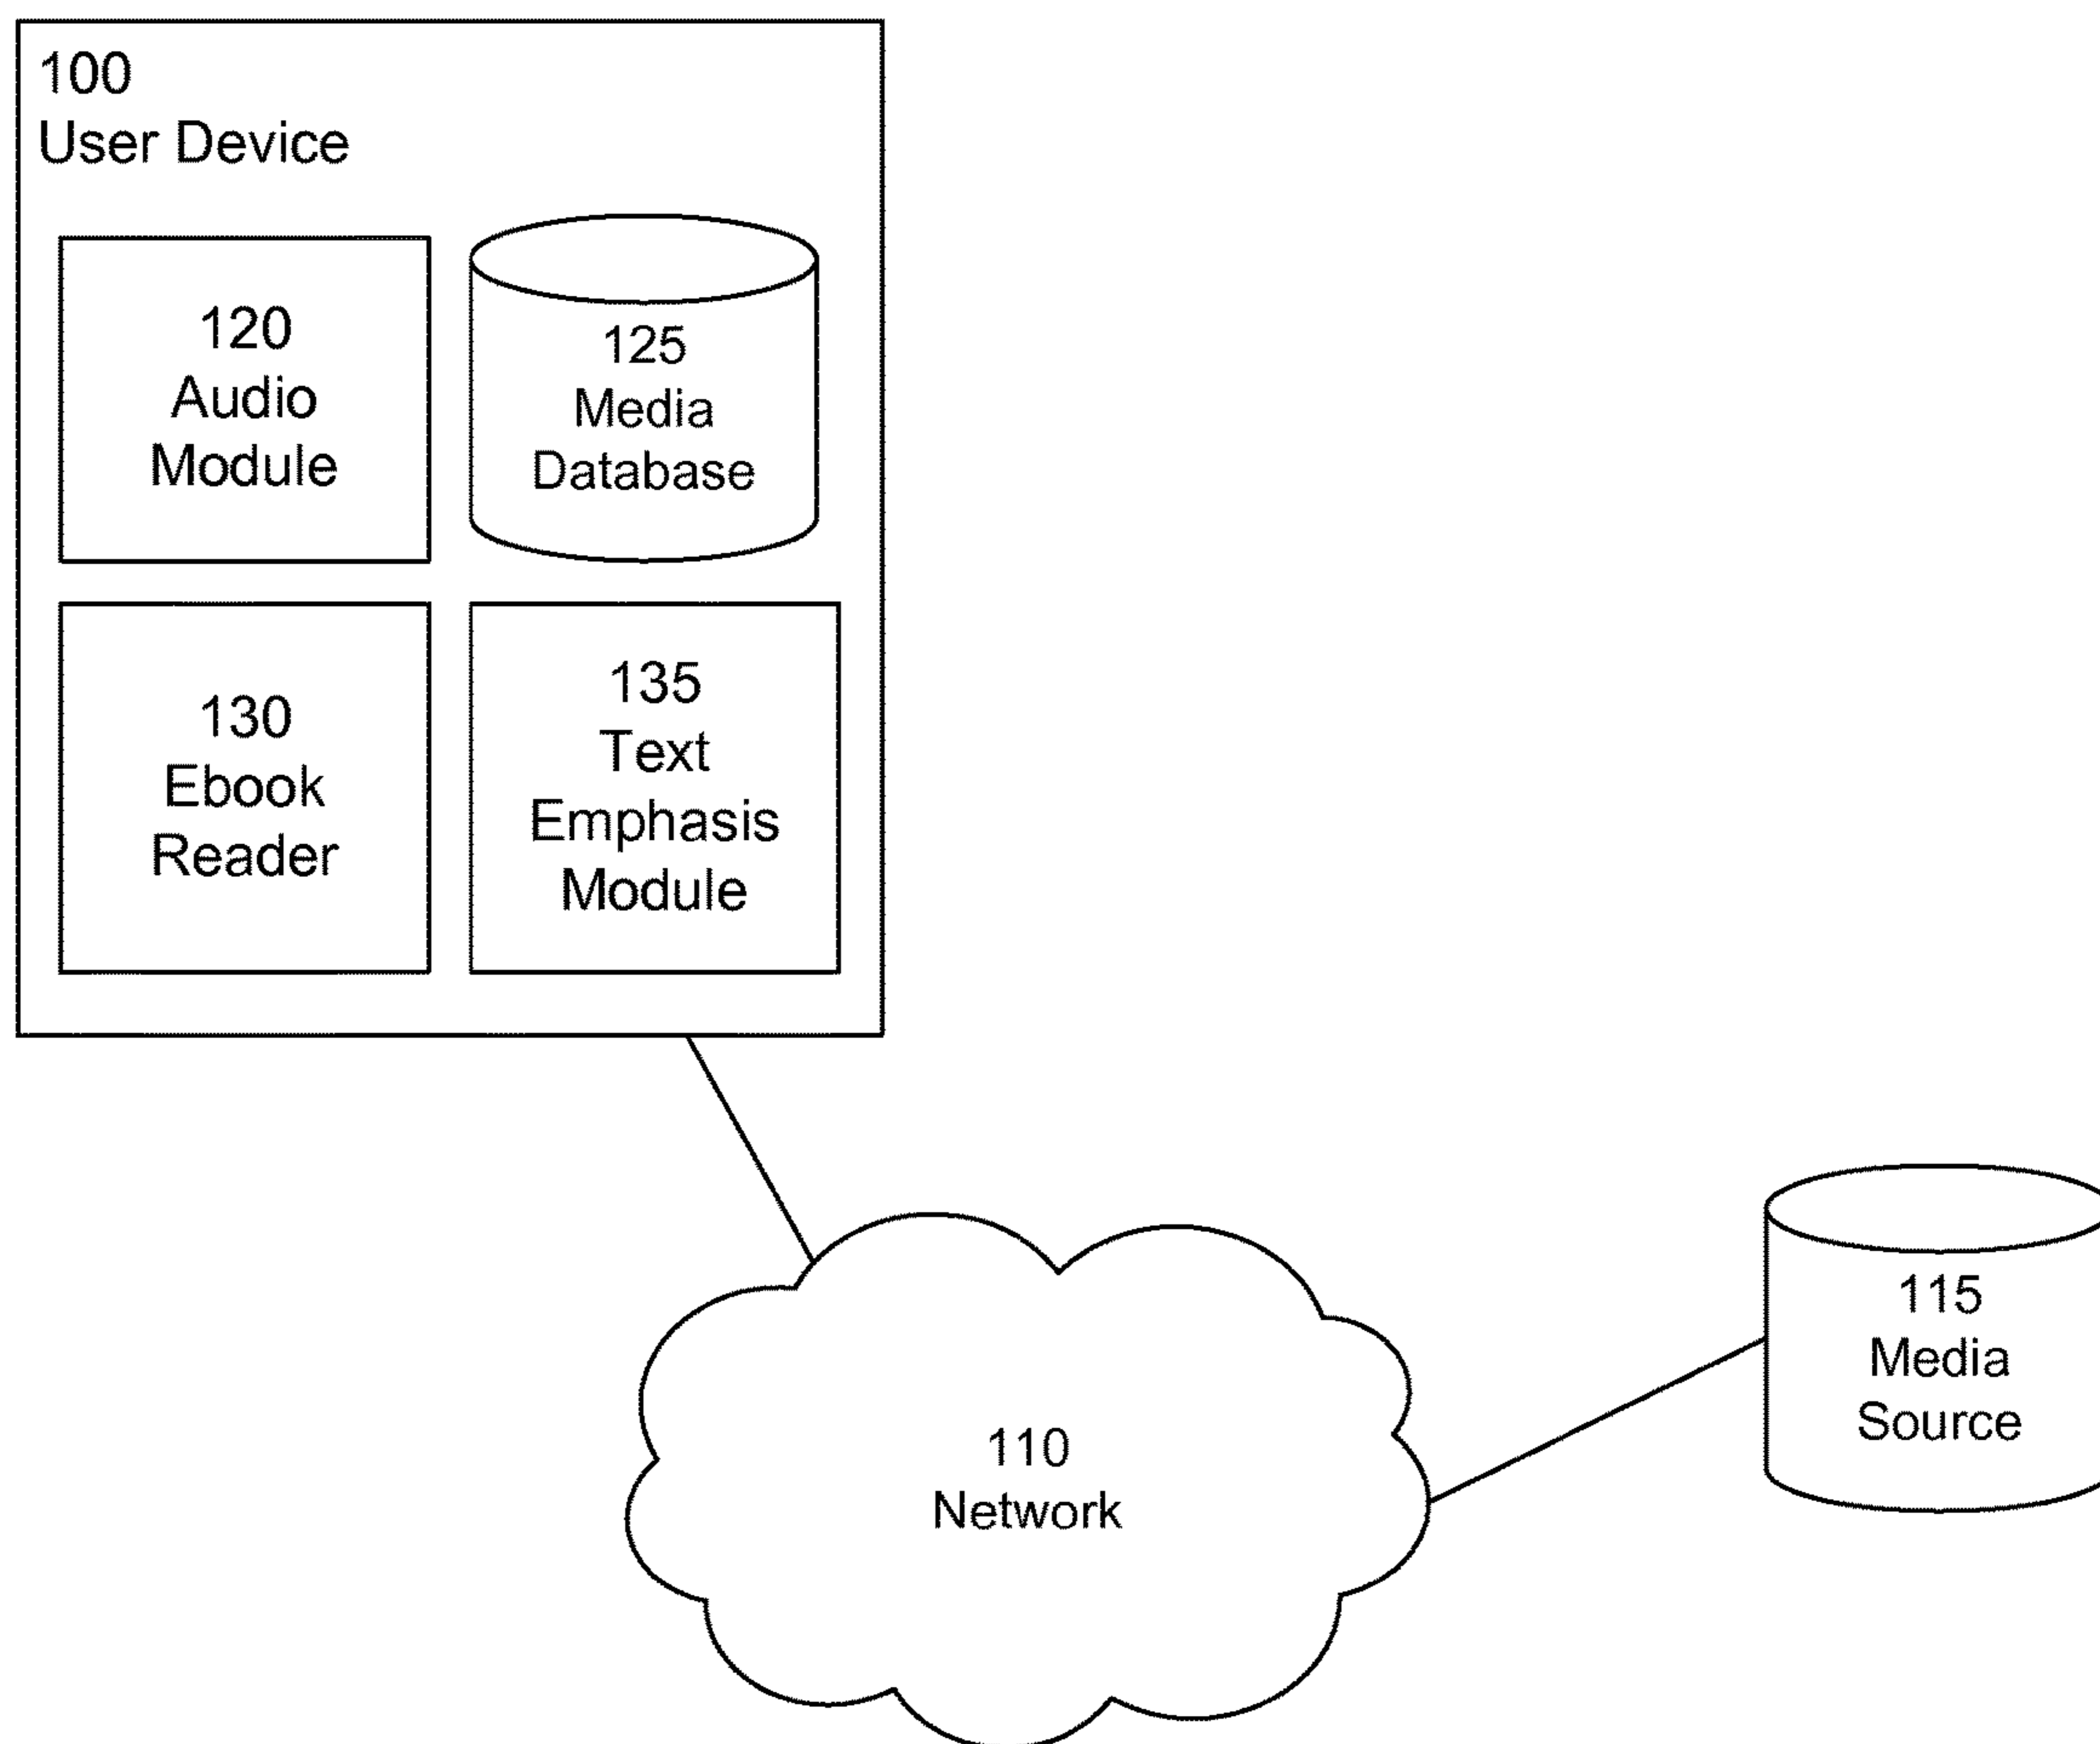 100
User Device
120
Audio
Module
125
Media
Database
130
Ebook
Reader
135
Text
Emphasis
Module
110
Network
115
Media
Source